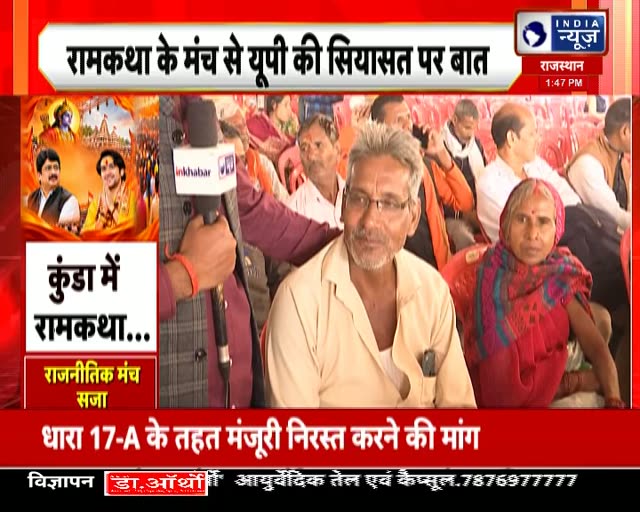 रामकथा के मंच से यूपी की सियासत पर बात
INDIA
न्यूज़
राजस्थान
1:47 PM
inkhabar
कुंडा में
रामकथा...
राजनीतिक मंच
सजा
धारा 17-A के तहत मंजूरी निरस्त करने की मांग
विज्ञापन डा.ऑर्थो आयुर्वेदिक तेल एवं कैप्सूल.7876977777